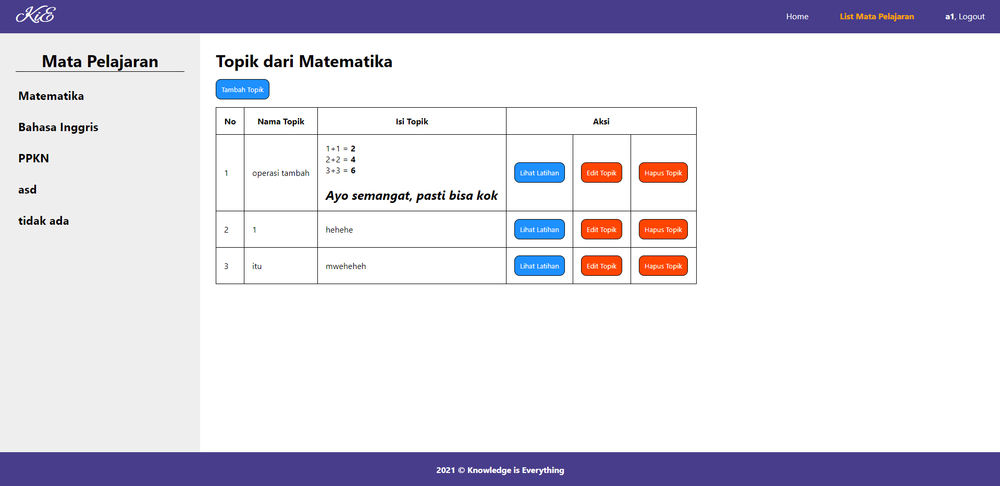 KiE
Home
List Mata Pelajaran
a1, Logout
Mata Pelajaran
Matematika
Bahasa Inggris
PPKN
asd
tidak ada
Topik dari Matematika
Tambah Topik
No Nama Topik Isi Topik Aksi
1 operasi tambah
1+1 = 2
2+2 = 4
3+3 = 6
Ayo semangat, pasti bisa kok
Lihat Latihan Edit Topik Hapus Topik
2 1 hehehe Lihat Latihan Edit Topik Hapus Topik
3 itu mweheheh Lihat Latihan Edit Topik Hapus Topik
2021 © Knowledge is Everything